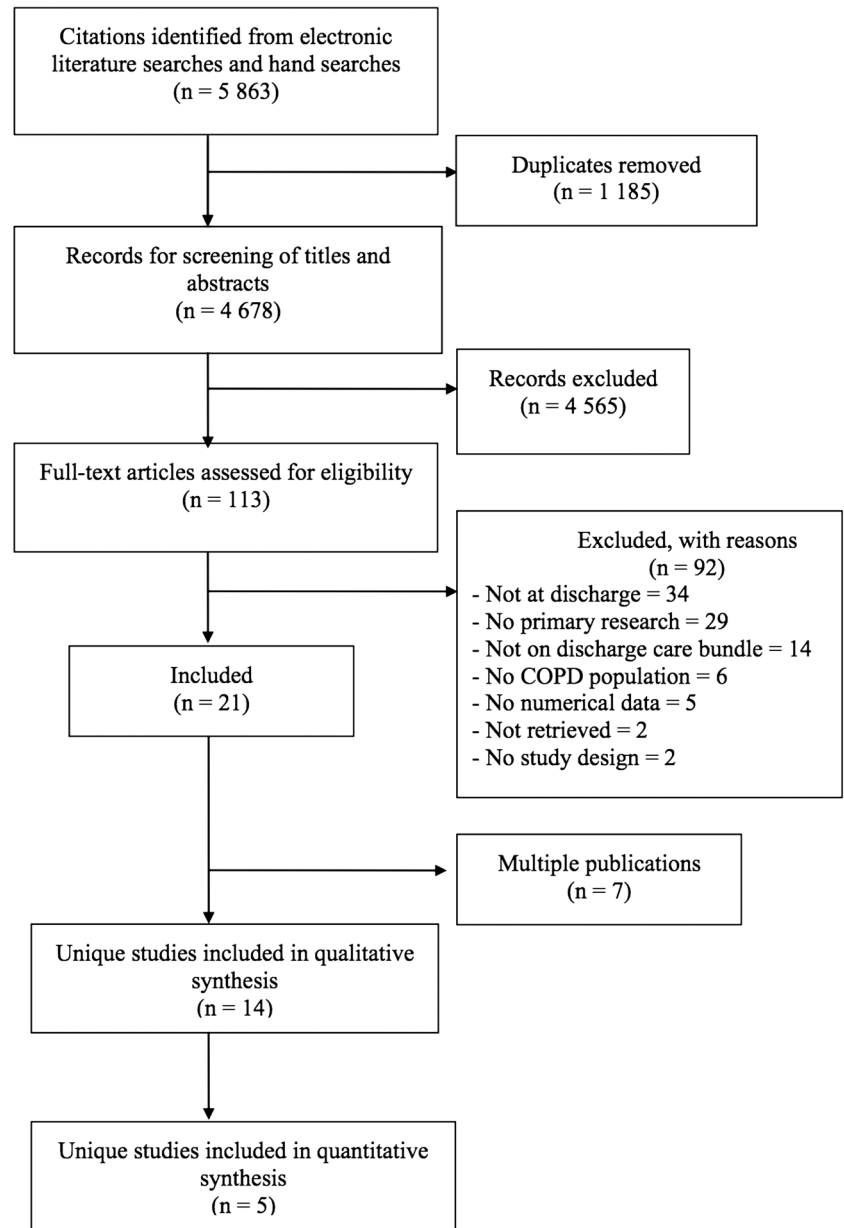 Citations identified from electronic
literature searches and hand searches
(n = 5 863)
Duplicates removed
(n = 1 185)
Records for screening of titles and
abstracts
(n = 4 678)
Records excluded
(n = 4 565)
Full-text articles assessed for eligibility
(n = 113)
Excluded, with reasons
(n = 92)
- Not at discharge = 34
- No primary research = 29
- Not on discharge care bundle = 14
- No COPD population = 6
- No numerical data = 5
- Not retrieved = 2
- No study design = 2
Included
(n = 21)
Multiple publications
(n = 7)
Unique studies included in qualitative
synthesis
(n = 14)
Unique studies included in quantitative
synthesis
(n = 5)